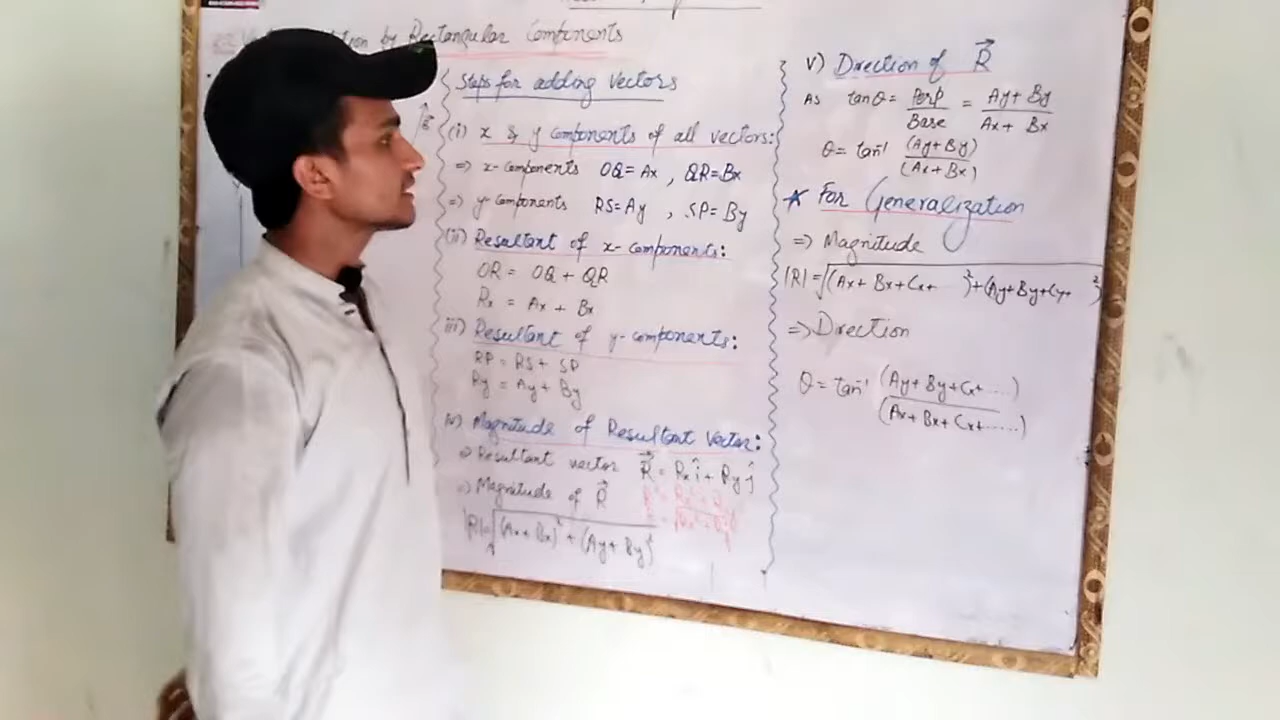 by Rectangular Components
Steps for adding vectors
(i) x & y components of all vectors:
⇒ x-components OQ = Ax , QR = Bx
⇒ y-components RS = Ay , SP = By
(ii) Resultant of x-components:
OR = OQ + QR
Rx = Ax + Bx
iii) Resultant of y-components:
RP = RS + SP
Ry = Ay + By
iv) Magnitude of Resultant Vector:
⇒ Resultant vector R⃗ = Rx î + Ry ĵ
⇒ Magnitude of R⃗
|R| = √(Ax + Bx)² + (Ay + By)²
v) Direction of R⃗
As tanθ = Perp/Base = Ay + By/Ax + Bx
θ = tan⁻¹ (Ay + By)/(Ax + Bx)
* For Generalization
⇒ Magnitude
|R| = √(Ax + Bx + Cx + )² + (Ay + By + Cy + )²
⇒ Direction
θ = tan⁻¹ (Ay + By + Cx + ....)/(Ax + Bx + Cx + .....)